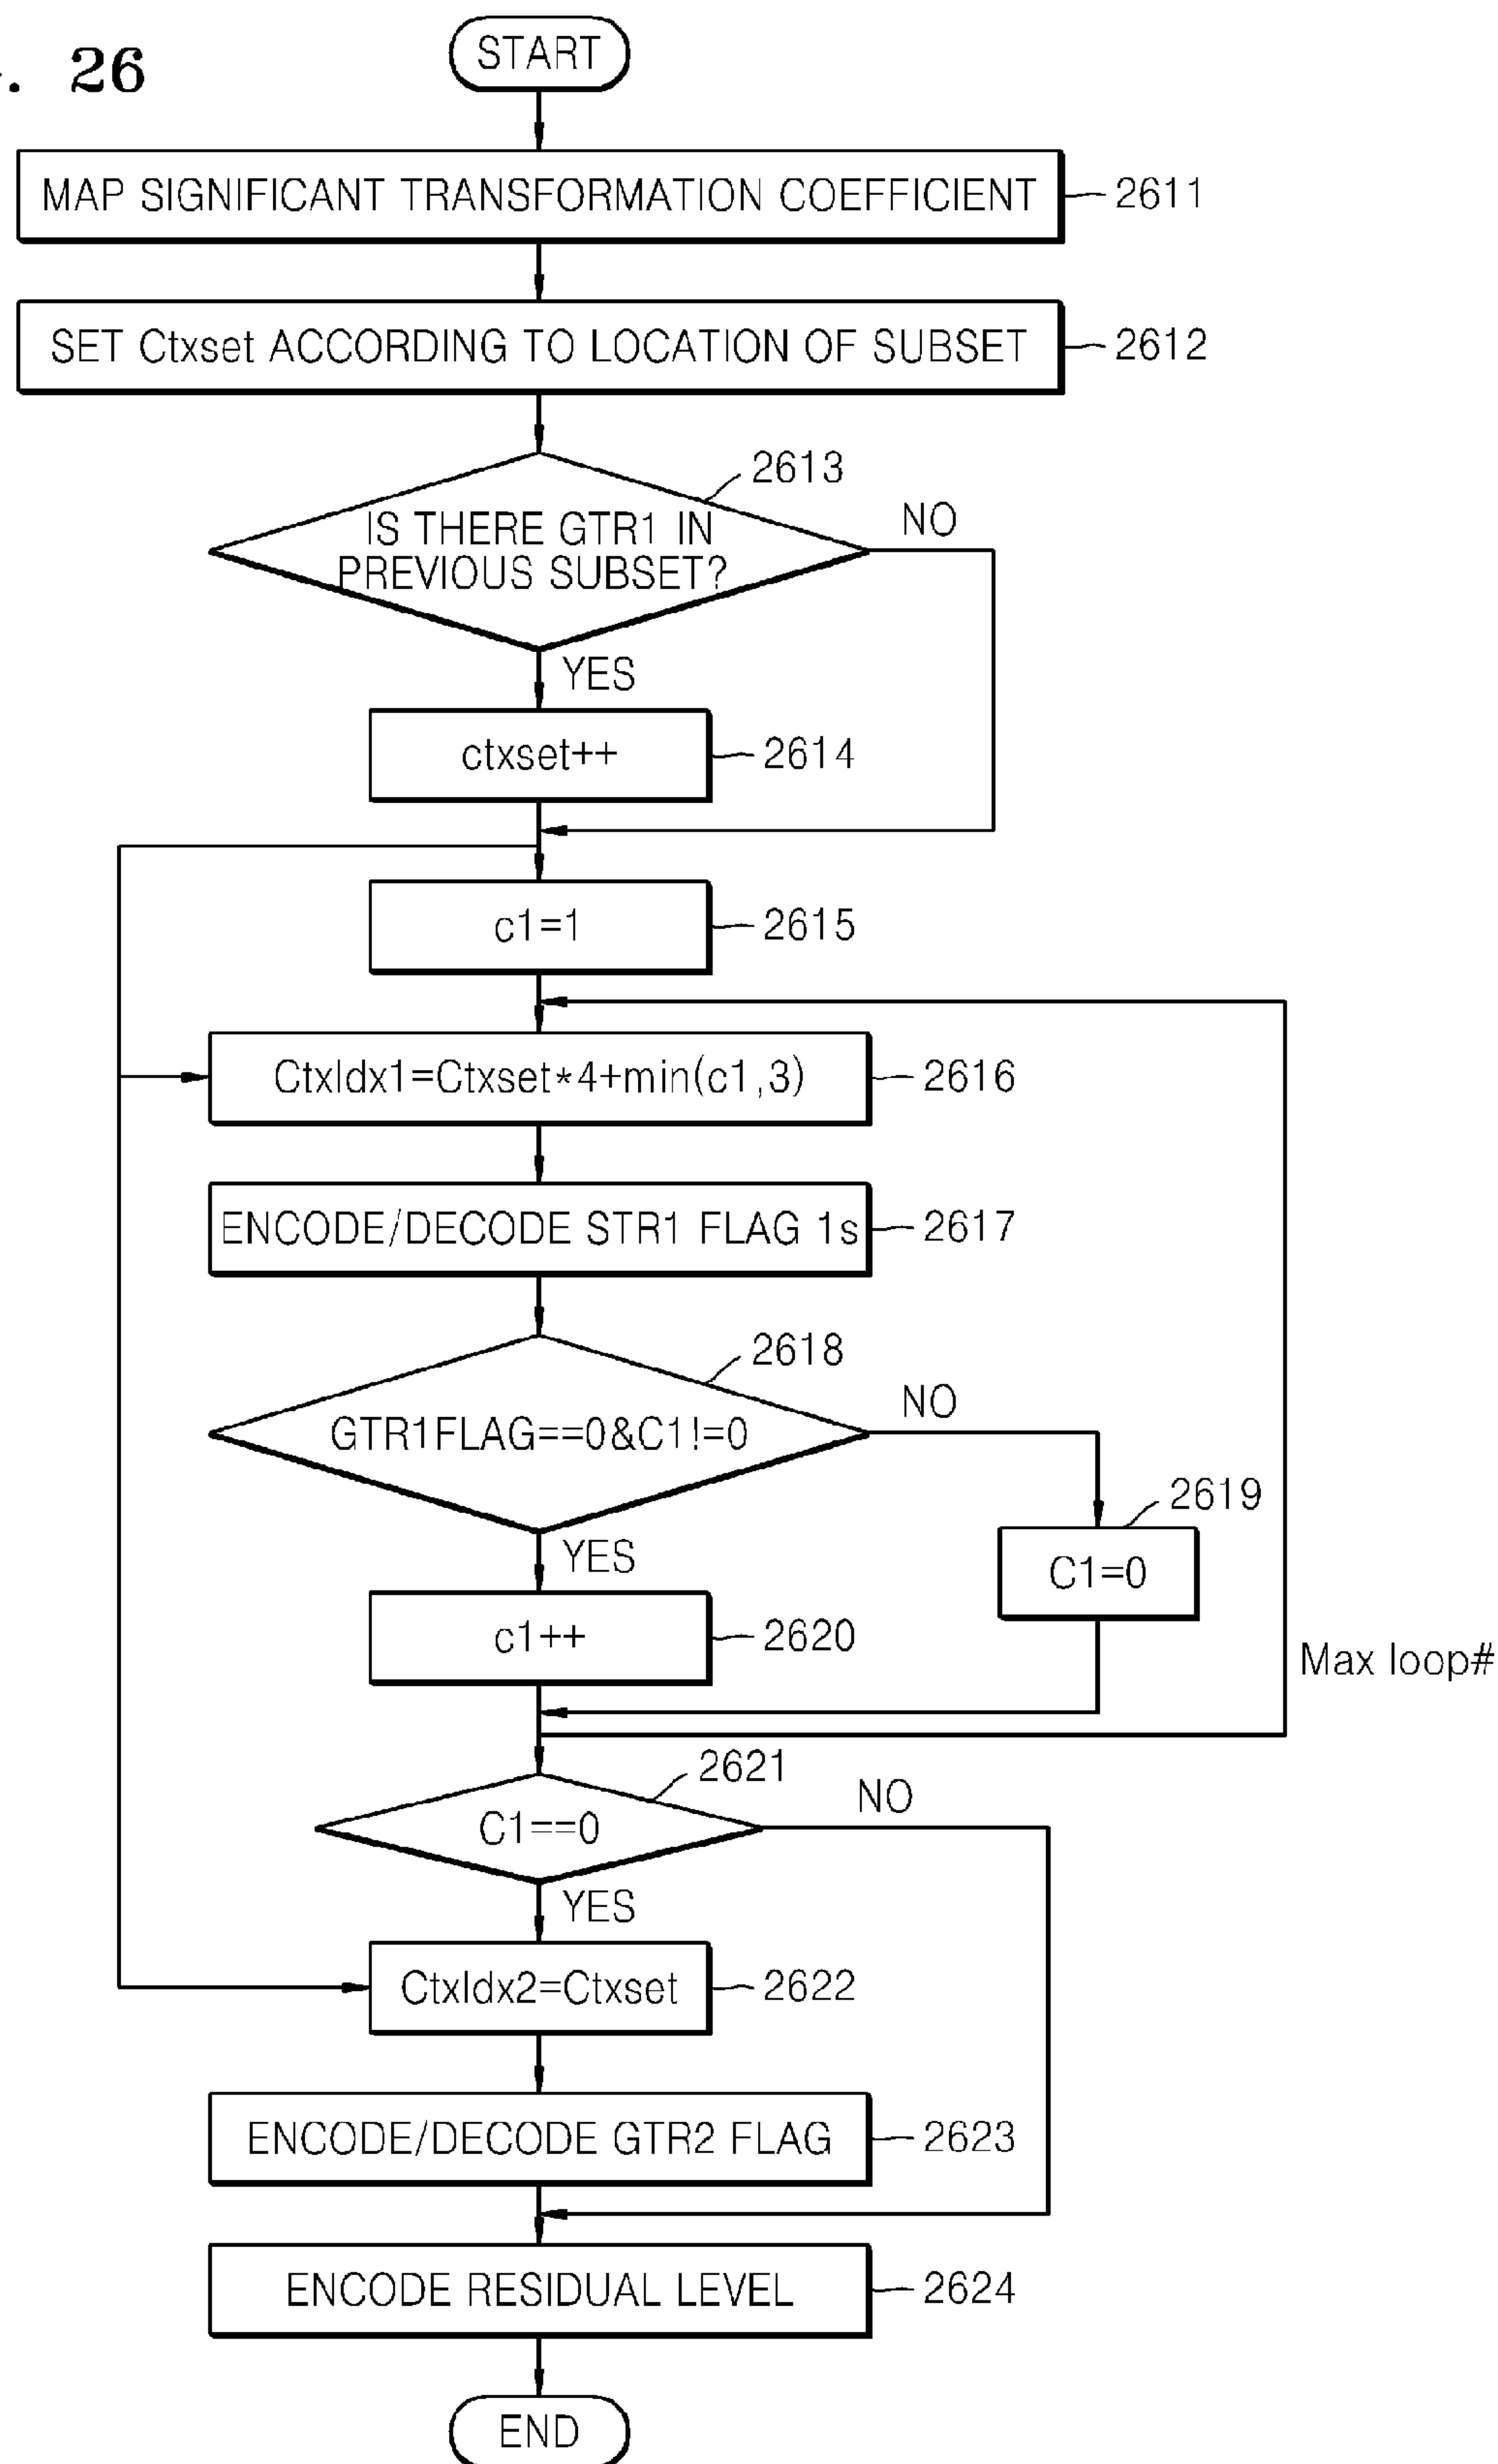 . 26
START
MAP SIGNIFICANT TRANSFORMATION COEFFICIENT
2611
SET Ctxset ACCORDING TO LOCATION OF SUBSET
2612
2613
IS THERE GTR1 IN
PREVIOUS SUBSET?
NO
YES
ctxset++
2614
c1=1
2615
CtxIdx1=Ctxset*4+min(c1,3)
2616
ENCODE/DECODE STR1 FLAG 1s
2617
2618
GTR1FLAG==0&C1!=0
NO
2619
C1=0
YES
c1++
2620
Max loop#
2621
C1==0
NO
YES
CtxIdx2=Ctxset
2622
ENCODE/DECODE GTR2 FLAG
2623
ENCODE RESIDUAL LEVEL
2624
END